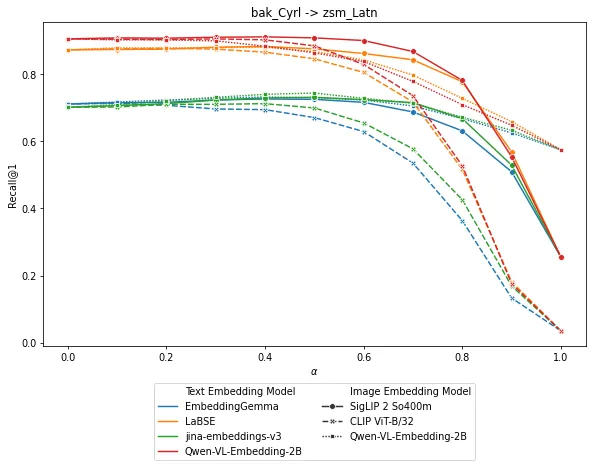 bak_Cyrl -> zsm_Latn
Recall@1
0.8
0.6
0.4
0.2
0.0
0.0 0.2 0.4 0.6 0.8 1.0
α
Text Embedding Model
EmbeddingGemma
LaBSE
jina-embeddings-v3
Qwen-VL-Embedding-2B
Image Embedding Model
SigLIP 2 So400m
CLIP ViT-B/32
Qwen-VL-Embedding-2B